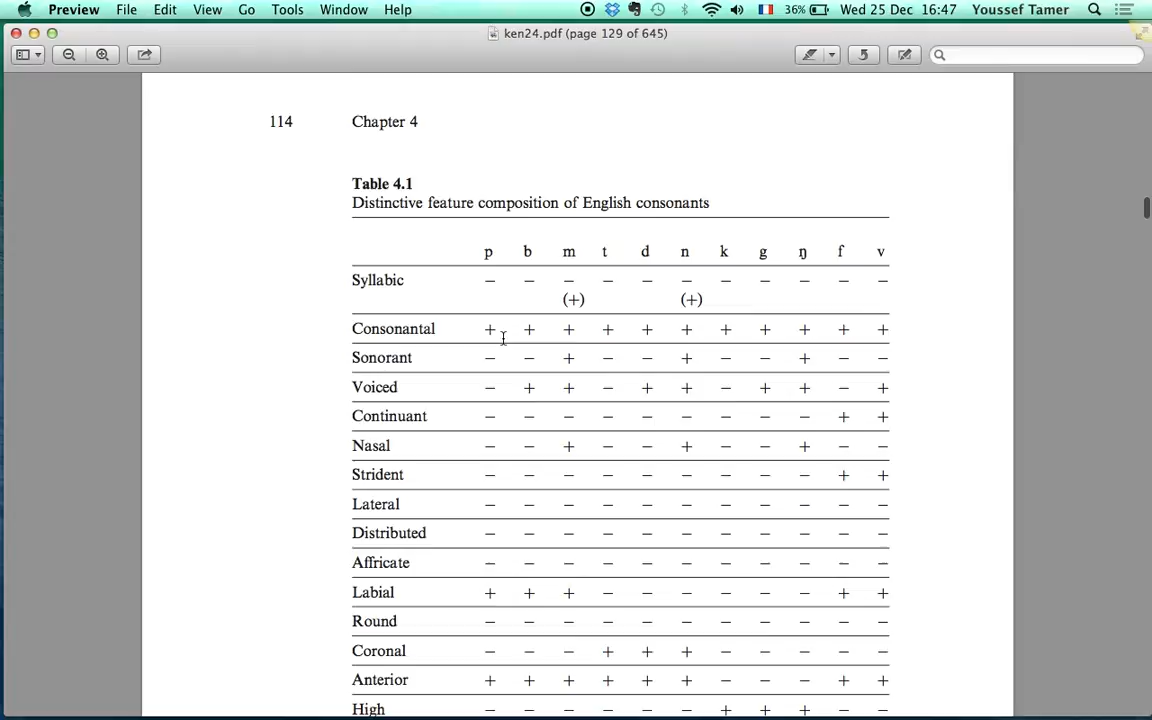 Preview File Edit View Go Tools Window Help 36% Wed 25 Dec 16:47 Youssef Tamer
ken24.pdf (page 129 of 645)
114 Chapter 4
Table 4.1
Distinctive feature composition of English consonants
p b m t d n k g ŋ f v
Syllabic − − − − − − − − − − −
(+) (+)
Consonantal + + + + + + + + + + +
Sonorant − − + − − + − − + − −
Voiced − + + − + + − + + − +
Continuant − − − − − − − − − + +
Nasal − − + − − + − − + − −
Strident − − − − − − − − − + +
Lateral − − − − − − − − − − −
Distributed − − − − − − − − − − −
Affricate − − − − − − − − − − −
Labial + + + − − − − − − + +
Round − − − − − − − − − − −
Coronal − − − + + + − − − − −
Anterior + + + + + + − − − + +
High − − − − − − + + + − −